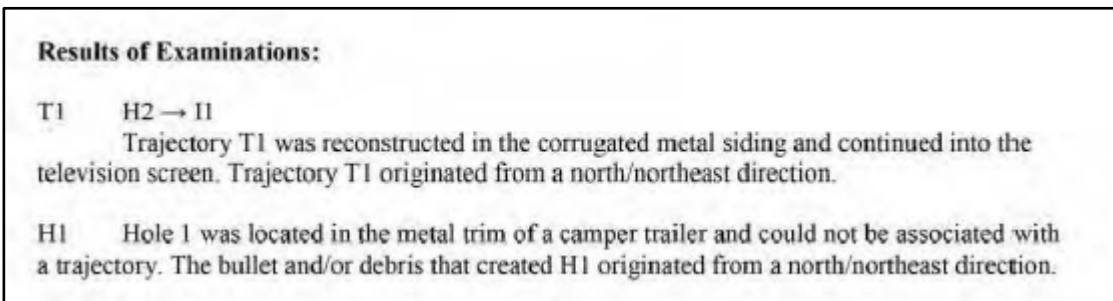 Results of Examinations:
T1 H2 → I1
Trajectory T1 was reconstructed in the corrugated metal siding and continued into the
television screen. Trajectory T1 originated from a north/northeast direction.
H1 Hole 1 was located in the metal trim of a camper trailer and could not be associated with
a trajectory. The bullet and/or debris that created H1 originated from a north/northeast direction.